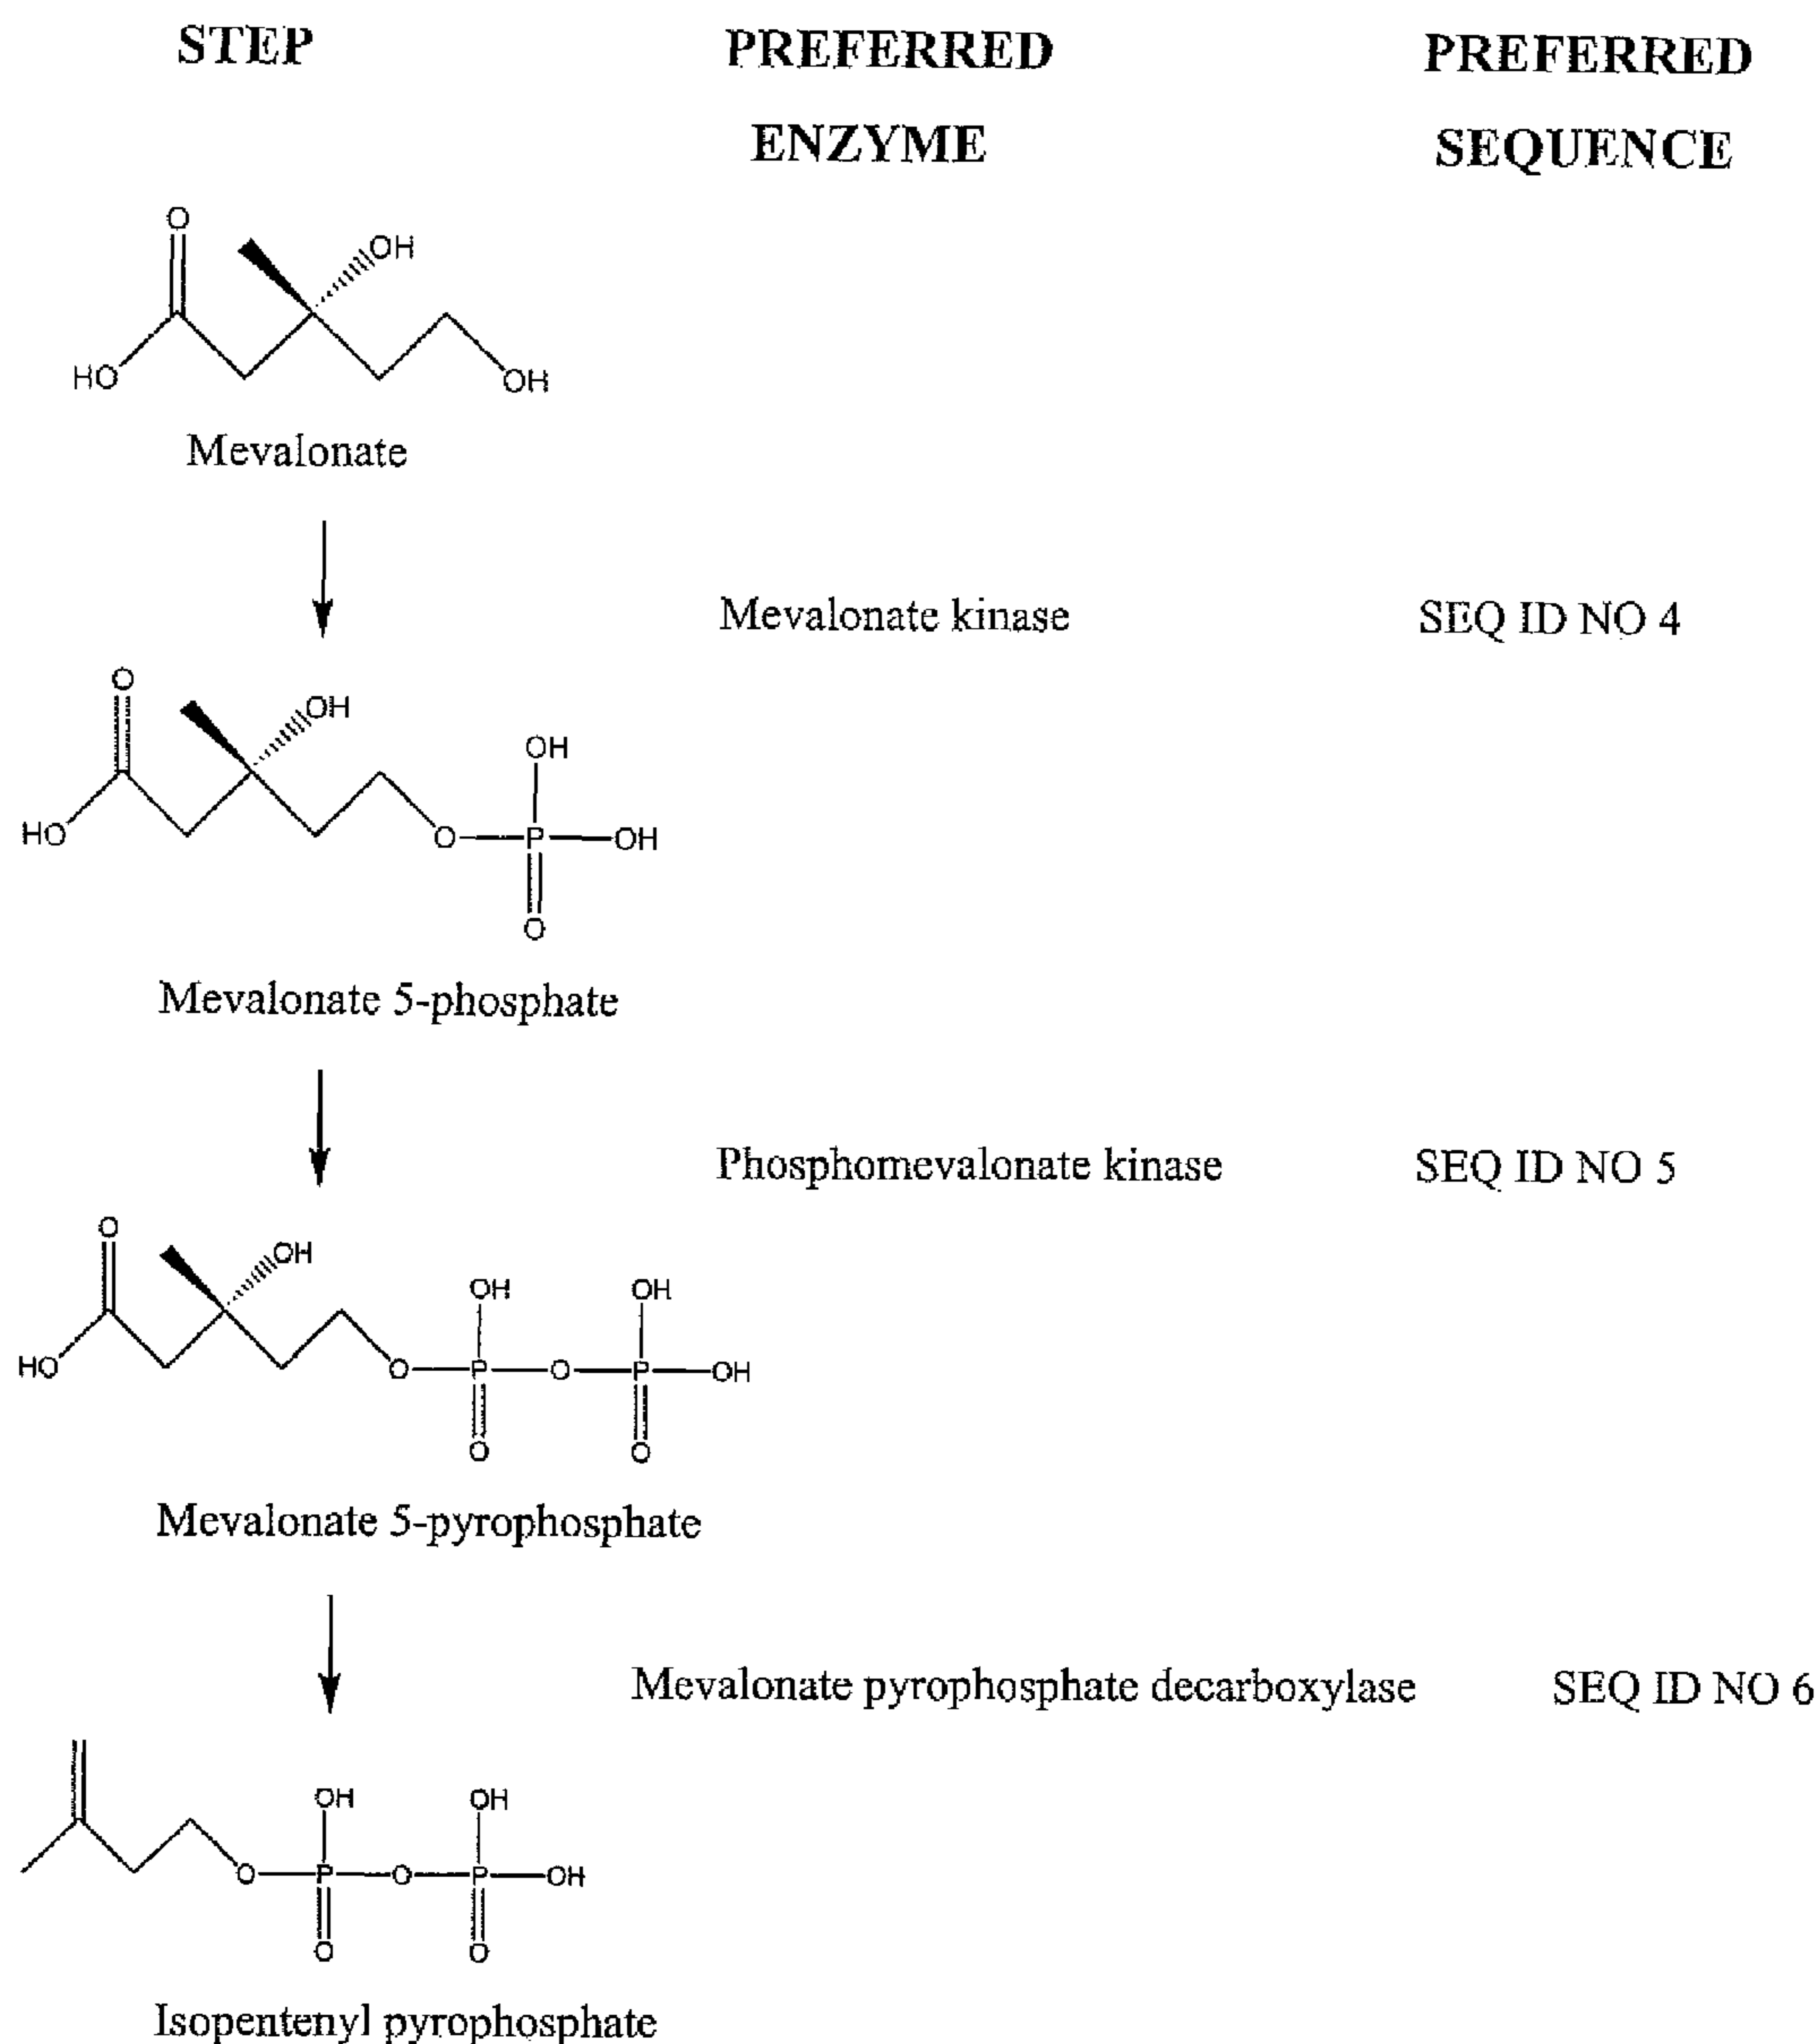 STEP PREFERRED PREFERRED
ENZYME SEQUENCE
O
OH
HO OH
Mevalonate
Mevalonate kinase SEQ ID NO 4
O
OH
OH
HO O P OH
O
Mevalonate 5-phosphate
Phosphomevalonate kinase SEQ ID NO 5
O
OH
OH OH
HO O P O P OH
O O
Mevalonate 5-pyrophosphate
Mevalonate pyrophosphate decarboxylase SEQ ID NO 6
OH OH
O P O P OH
O O
Isopentenyl pyrophosphate